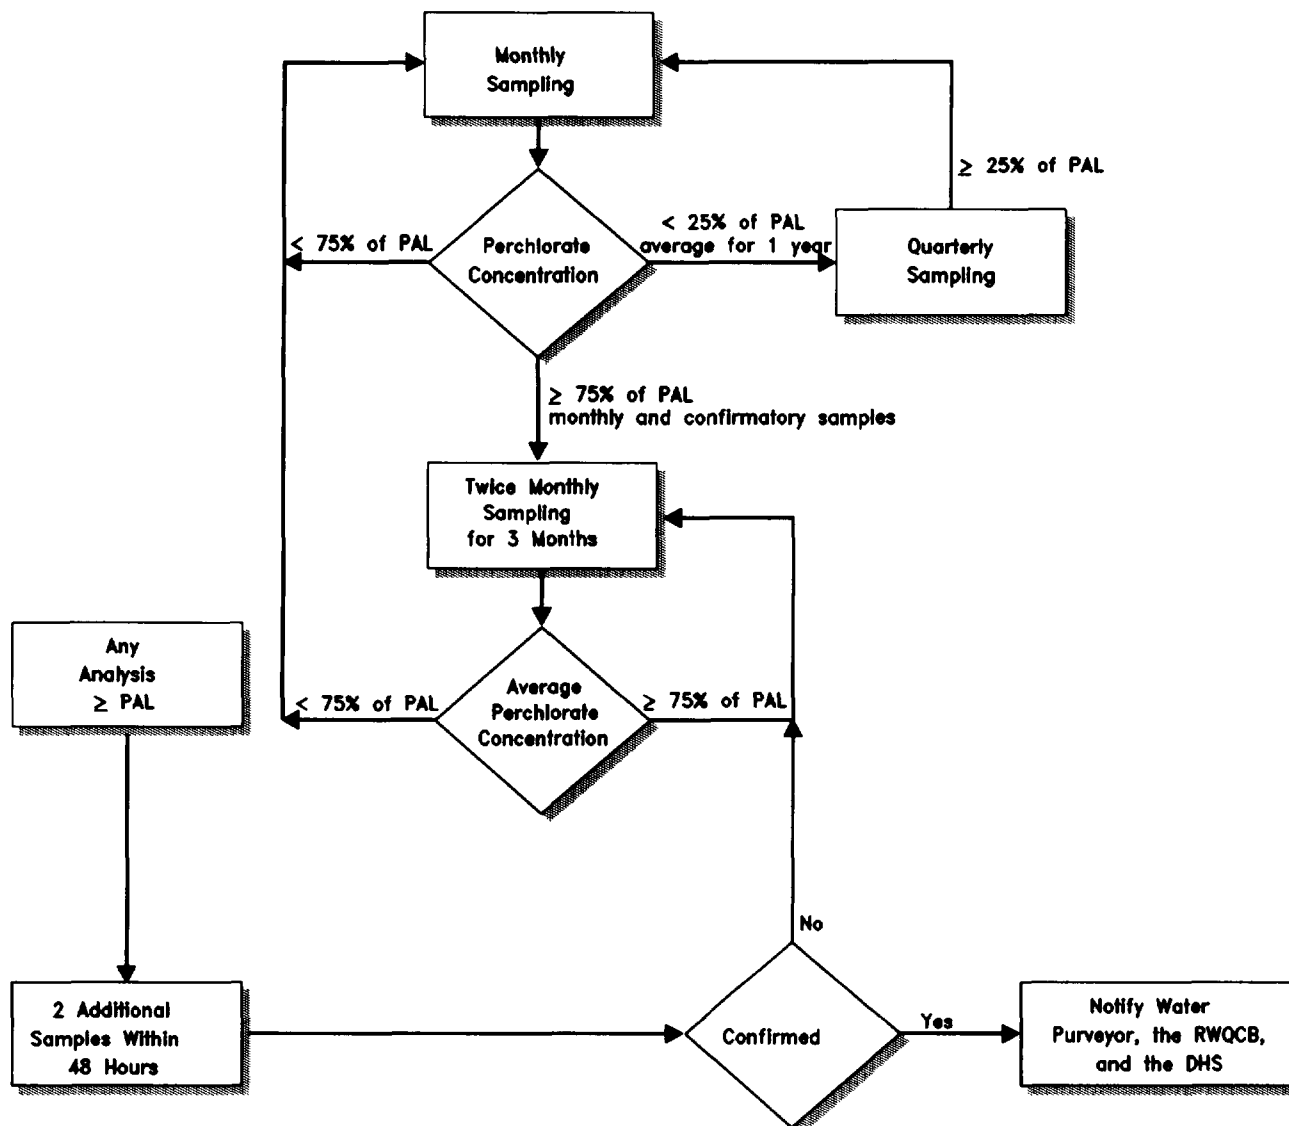 Monthly
Sampling
≥ 25% of PAL
< 75% of PAL
Perchlorate
Concentration
< 25% of PAL
average for 1 year
Quarterly
Sampling
≥ 75% of PAL
monthly and confirmatory samples
Twice Monthly
Sampling
for 3 Months
Any
Analysis
≥ PAL
< 75% of PAL
Average
Perchlorate
Concentration
≥ 75% of PAL
No
2 Additional
Samples Within
48 Hours
Confirmed
Yes
Notify Water
Purveyor, the RWQCB,
and the DHS